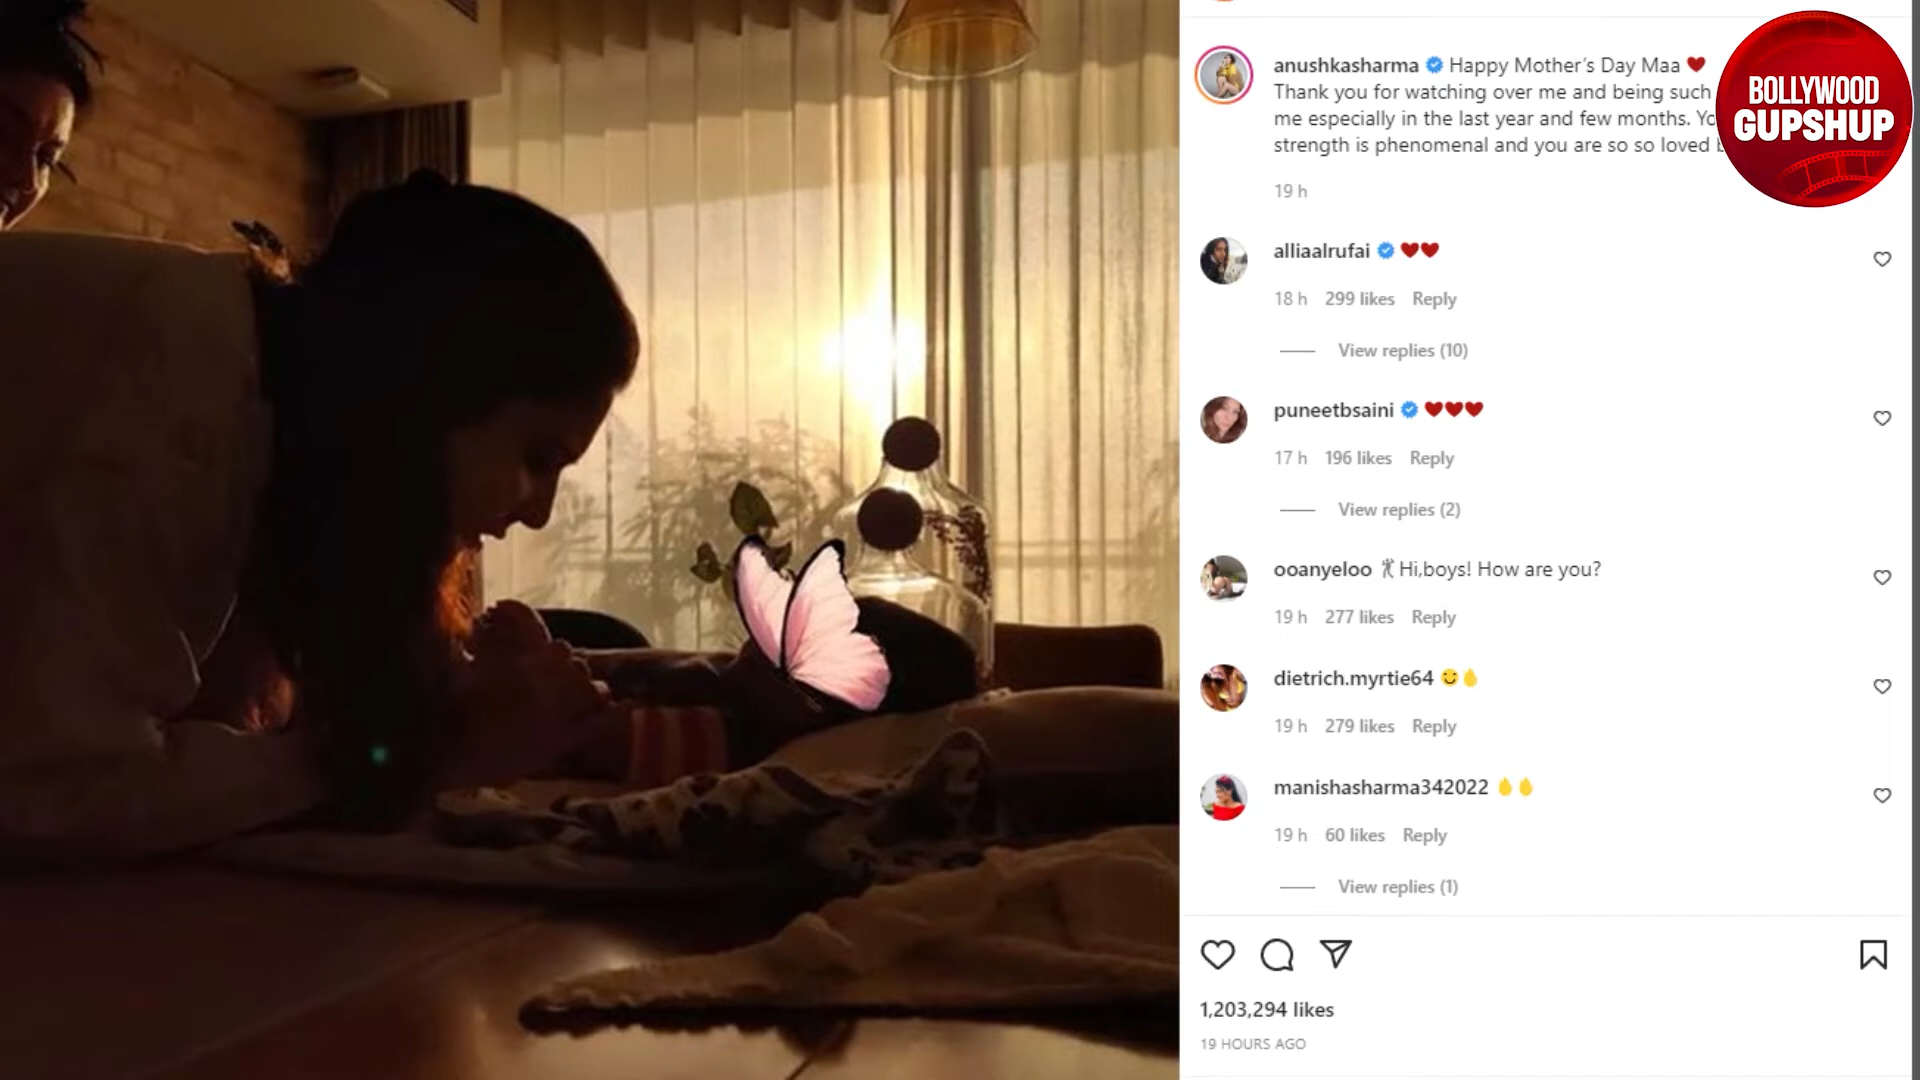 anushkasharma Happy Mother's Day Maa ❤
Thank you for watching over me and being such
me especially in the last year and few months.
strength is phenomenal and you are so so loved
19 h
BOLLYWOOD
GUPSHUP
alliaalrufai ❤❤
18 h 299 likes Reply
View replies (10)
puneetbsaini ❤❤❤
17 h 196 likes Reply
View replies (2)
ooanyeloo Hi,boys! How are you?
19 h 277 likes Reply
dietrich.myrtie64
19 h 279 likes Reply
manishasharma342022
19 h 60 likes Reply
View replies (1)
1,203,294 likes
19 HOURS AGO